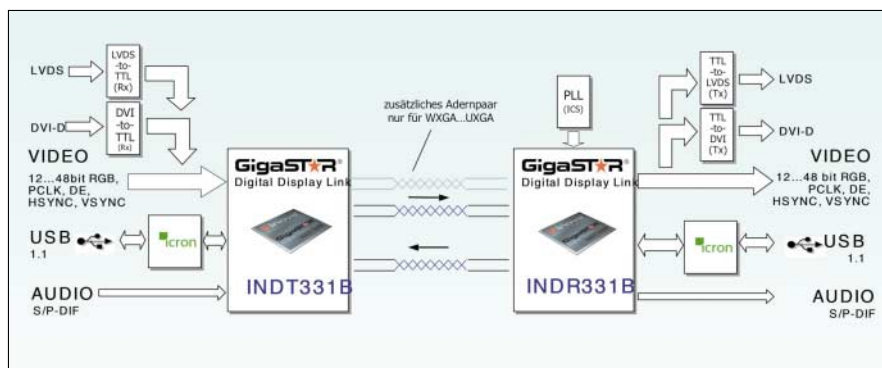 LVDS
LVDS
-to-
TTL
(Rx)
DVI-D
DVI
-to-
TTL
(Rx)
VIDEO
12...48bit RGB,
PCLK, DE,
HSYNC, VSYNC
USB
1.1
icron
AUDIO
S/P-DIF
GigaSTAR®
Digital Display Link
INDT331B
zusätzliches Adernpaar
nur für WXGA...UXGA
PLL
(ICS)
GigaSTAR®
Digital Display Link
INDR331B
TTL
-to-
LVDS
(Tx)
LVDS
TTL
-to-
DVI
(Tx)
DVI-D
VIDEO
12...48 bit RGB,
PCLK, DE,
HSYNC, VSYNC
icron
USB
1.1
AUDIO
S/P-DIF